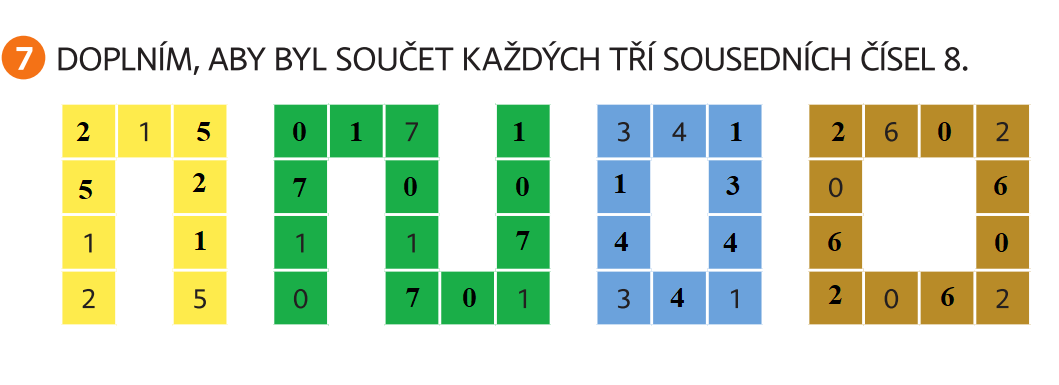 7 DOPLNÍM, ABY BYL SOUČET KAŽDÝCH TŘÍ SOUSEDNÍCH ČÍSEL 8.
2 1 5 0 1 7 1 3 4 1 2 6 0 2
5 2 7 0 0 1 3 0 6
1 1 1 1 7 4 4 6 0
2 5 0 7 0 1 3 4 1 2 0 6 2